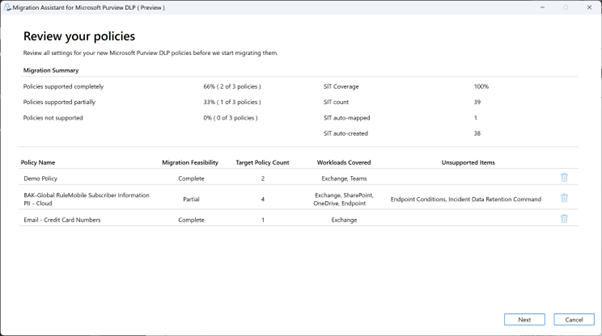 Migration Assistant for Microsoft Purview DLP ( Preview )
Review your policies
Review all settings for your new Microsoft Purview DLP policies before we start migrating them.
Migration Summary
Policies supported completely 66% ( 2 of 3 policies ) SIT Coverage 100%
Policies supported partially 33% ( 1 of 3 policies ) SIT count 39
Policies not supported 0% ( 0 of 3 policies ) SIT auto-mapped 1
SIT auto-created 38
Policy Name Migration Feasibility Target Policy Count Workloads Covered Unsupported Items
Demo Policy Complete 2 Exchange, Teams
BAK-Global RuleMobile Subscriber Information
PII - Cloud Partial 4 Exchange, SharePoint,
OneDrive, Endpoint Endpoint Conditions, Incident Data Retention Command
Email - Credit Card Numbers Complete 1 Exchange
Next Cancel